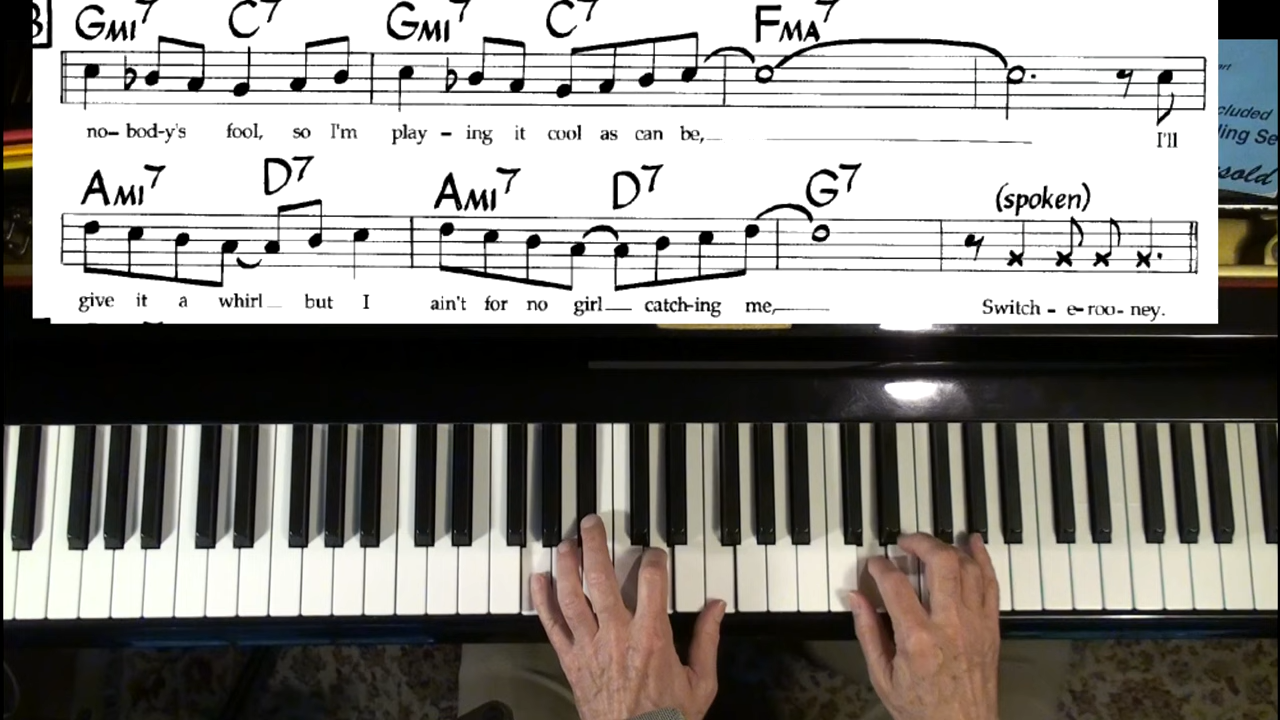 B GMI7 C7 GMI7 C7 FMA7
no- bod-y's fool, so I'm play - ing it cool as can be, I'll
AMI7 D7 AMI7 D7 G7 (spoken)
give it a whirl but I ain't for no girl catch-ing me, Switch - e- roo- ney.